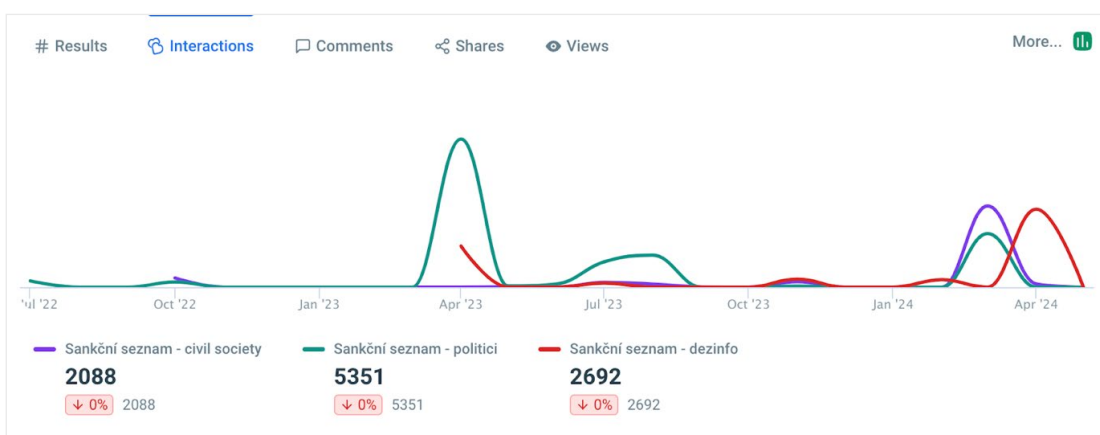 # Results Interactions Comments Shares Views More...
'22 Oct '22 Jan '23 Apr '23 Jul '23 Oct '23 Jan '24 Apr '24
Sankční seznam - civil society Sankční seznam - politici Sankční seznam - dezinfo
2088 5351 2692
↓ 0% 2088 ↓ 0% 5351 ↓ 0% 2692